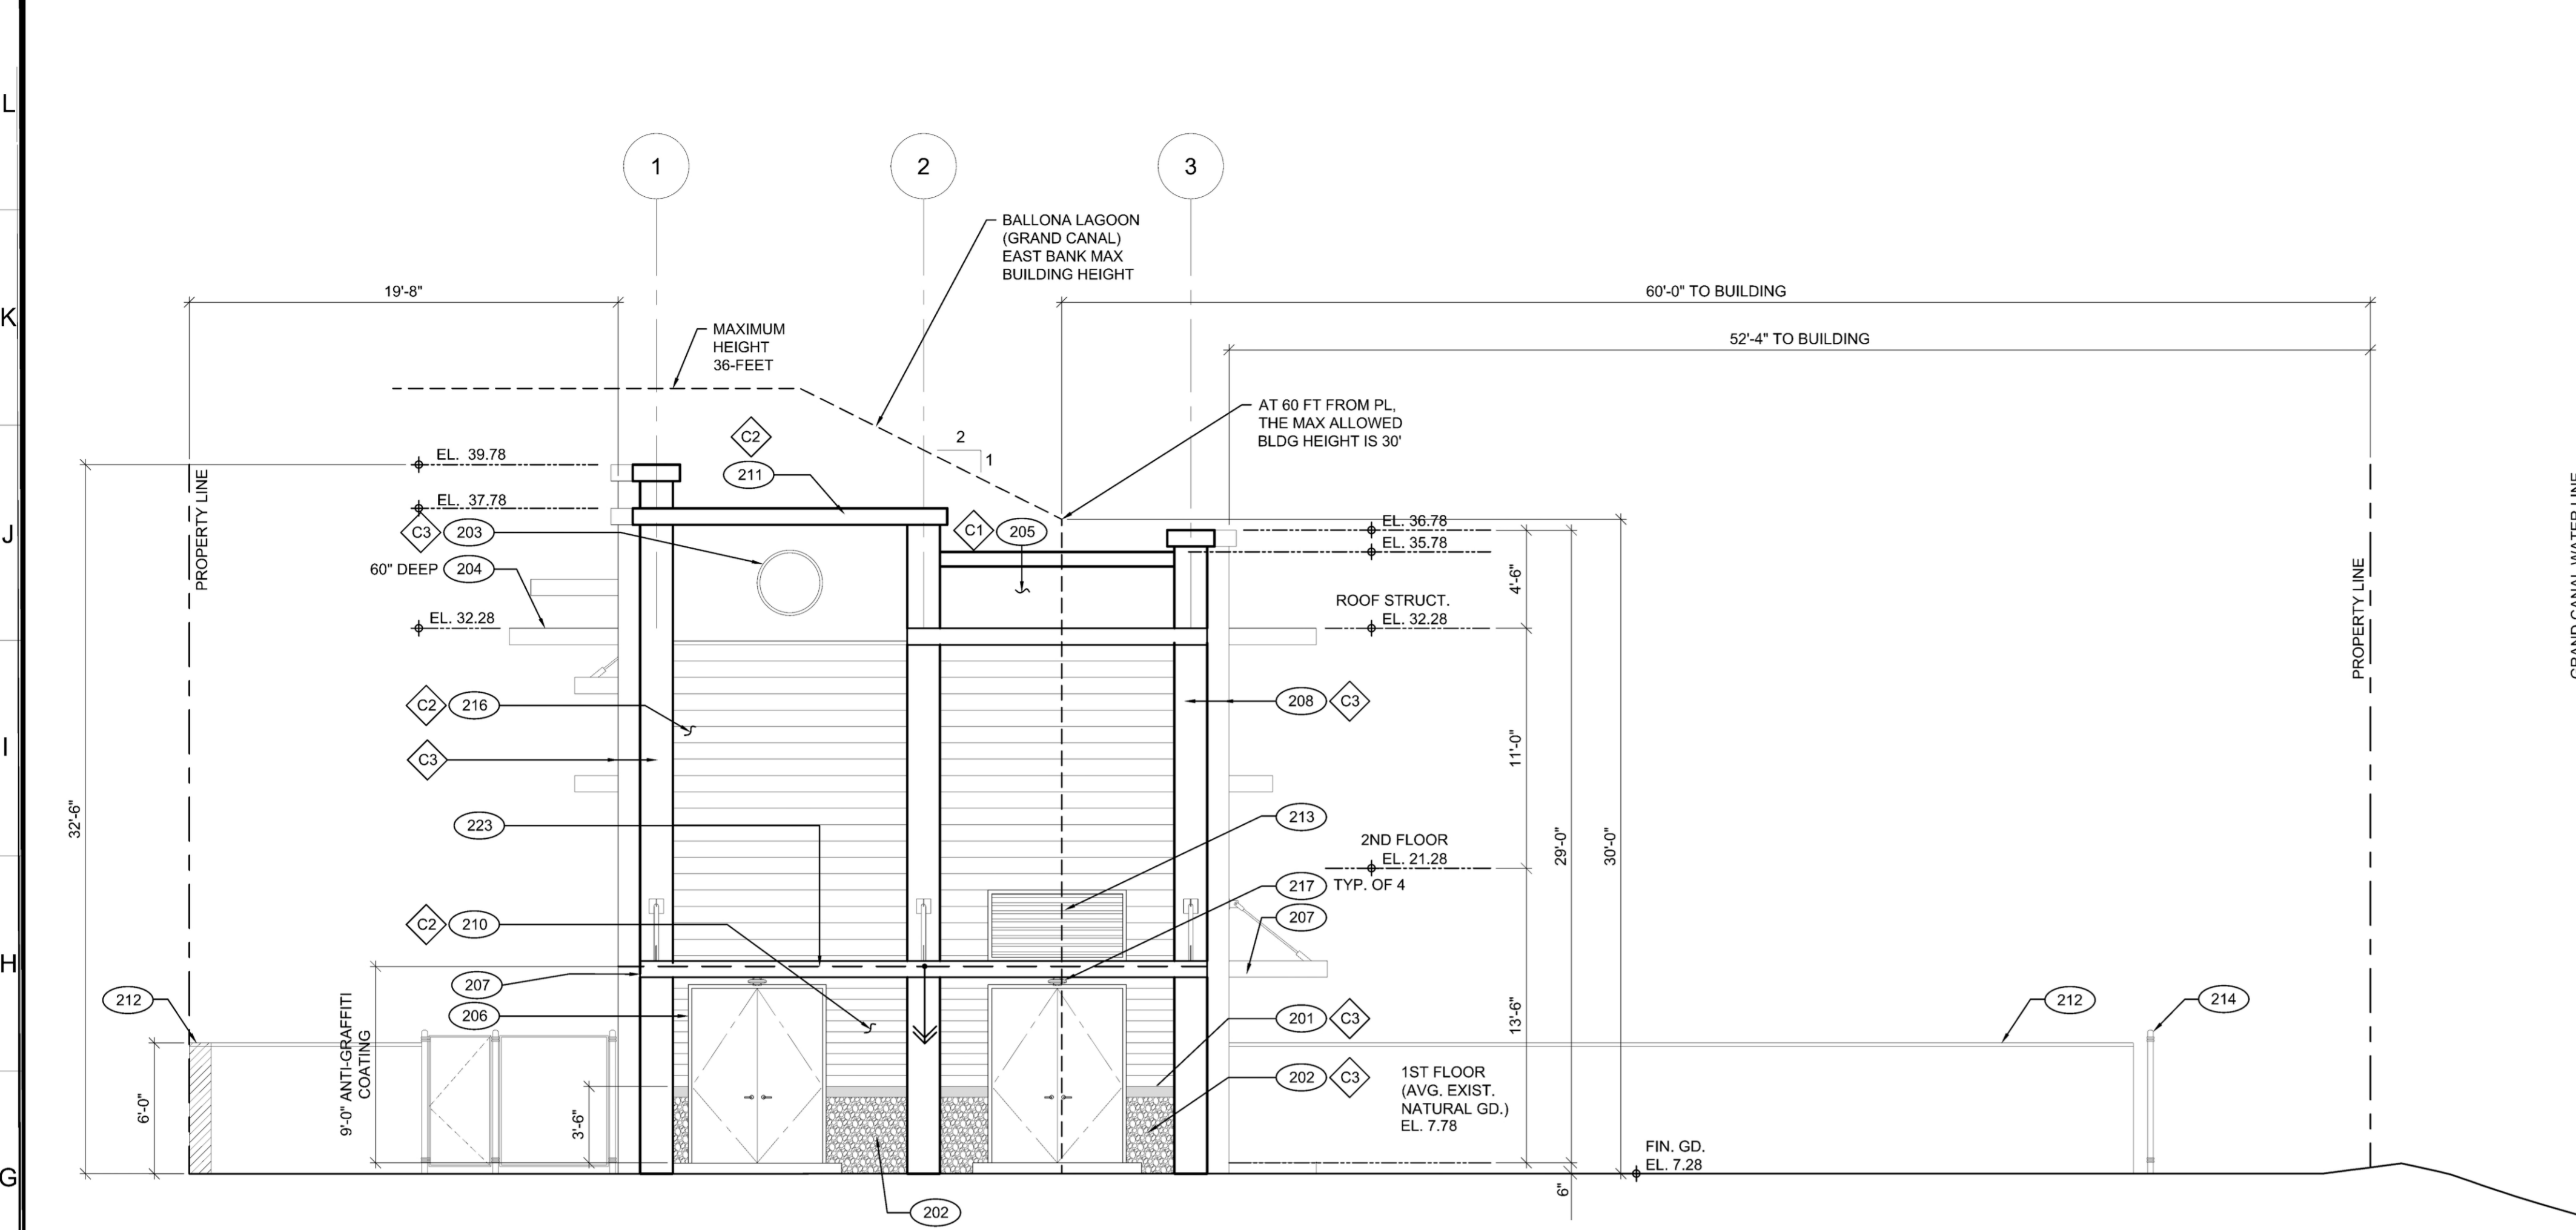 L
1
2
3
BALLONA LAGOON
(GRAND CANAL)
EAST BANK MAX
BUILDING HEIGHT
19'-8"
60'-0" TO BUILDING
K
MAXIMUM
HEIGHT
36-FEET
52'-4" TO BUILDING
AT 60 FT FROM PL,
THE MAX ALLOWED
BLDG HEIGHT IS 30'
C2
2
1
EL. 39.78
211
PROPERTY LINE
EL. 37.78
C3 203
C1 205
EL. 36.78
EL. 35.78
J
60" DEEP 204
4'-6"
ROOF STRUCT.
EL. 32.28
EL. 32.28
PROPERTY LINE
GRAND CANAL WATER LINE
C2 216
208 C3
I
C3
11'-0"
32'-6"
223
213
2ND FLOOR
EL. 21.28
29'-0"
30'-0"
217 TYP. OF 4
C2 210
207
H
207
212
206
9'-0" ANTI-GRAFFITI
COATING
13'-6"
201 C3
212
214
202 C3
1ST FLOOR
(AVG. EXIST.
NATURAL GD.)
EL. 7.78
6'-0"
3'-6"
FIN. GD.
EL. 7.28
G
6"
202